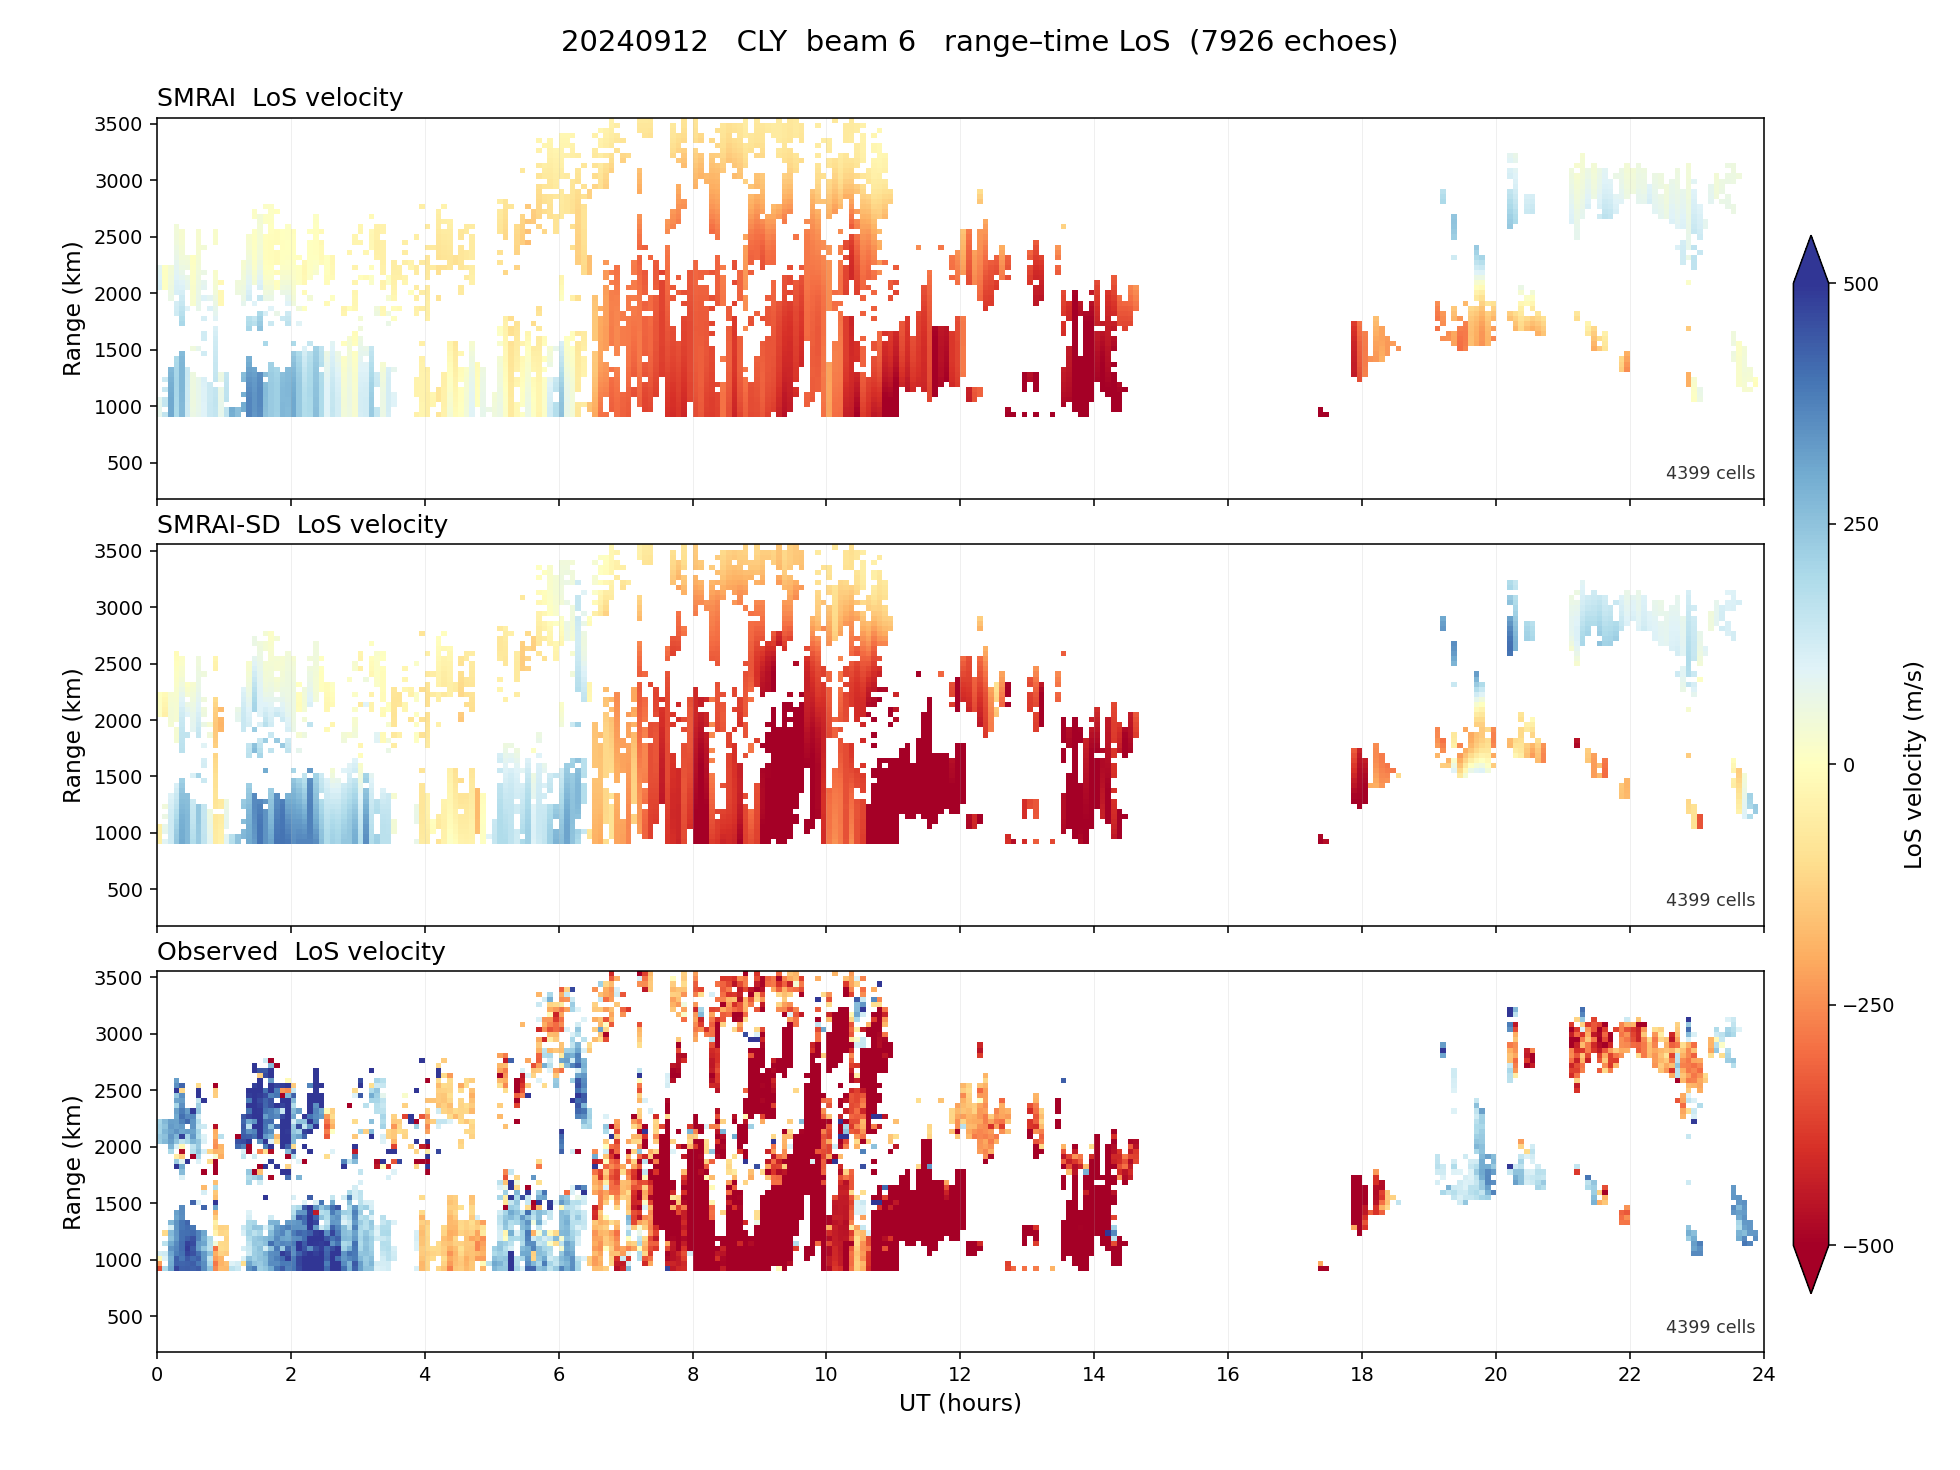 20240912   CLY  beam 6   range–time LoS  (7926 echoes)
SMRAI  LoS velocity
3500
3000
2500
2000
1500
1000
500
Range (km)
4399 cells
SMRAI-SD  LoS velocity
3500
3000
2500
2000
1500
1000
500
Range (km)
4399 cells
Observed  LoS velocity
3500
3000
2500
2000
1500
1000
500
Range (km)
4399 cells
0 2 4 6 8 10 12 14 16 18 20 22 24
UT (hours)
500
250
0
−250
−500
LoS velocity (m/s)